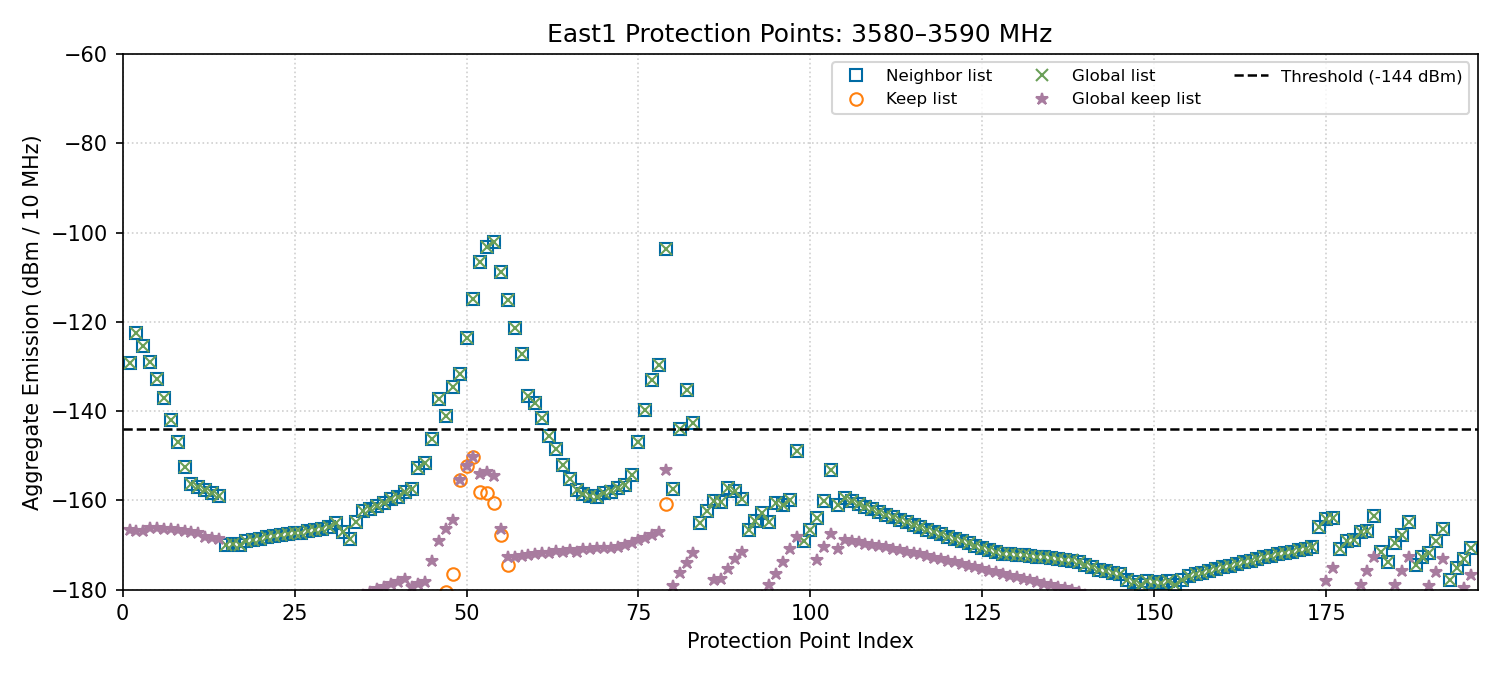 East1 Protection Points: 3580–3590 MHz
Neighbor list
Keep list
Global list
Global keep list
Threshold (-144 dBm)
Aggregate Emission (dBm / 10 MHz)
−60
−80
−100
−120
−140
−160
−180
0 25 50 75 100 125 150 175
Protection Point Index